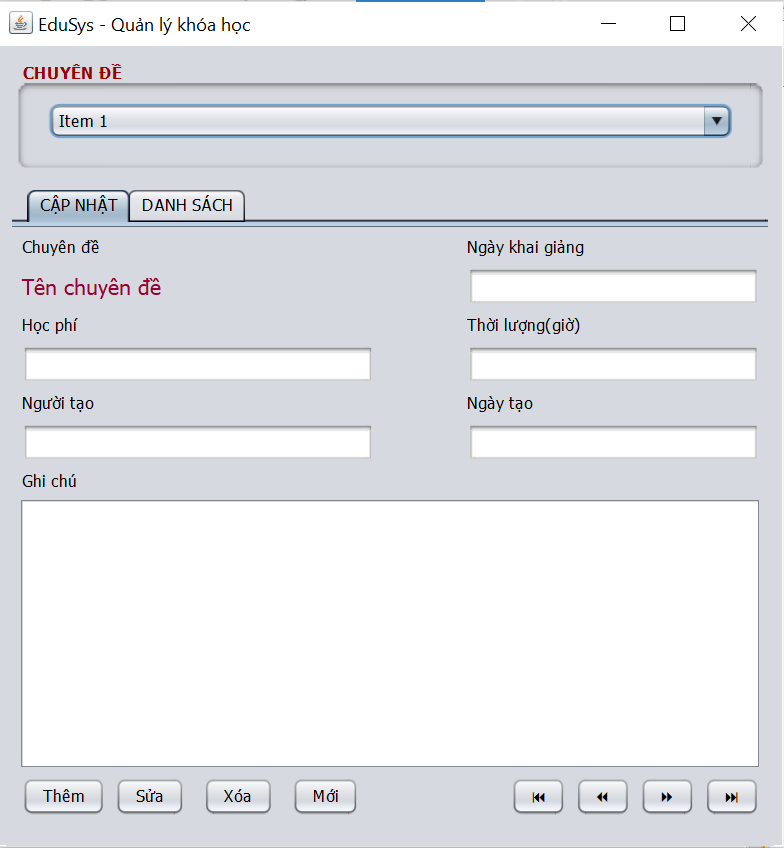 EduSys - Quản lý khóa học
CHUYÊN ĐỀ
Item 1
CẬP NHẬT DANH SÁCH
Chuyên đề Ngày khai giảng
Tên chuyên đề
Học phí Thời lượng(giờ)
Người tạo Ngày tạo
Ghi chú
Thêm Sửa Xóa Mới